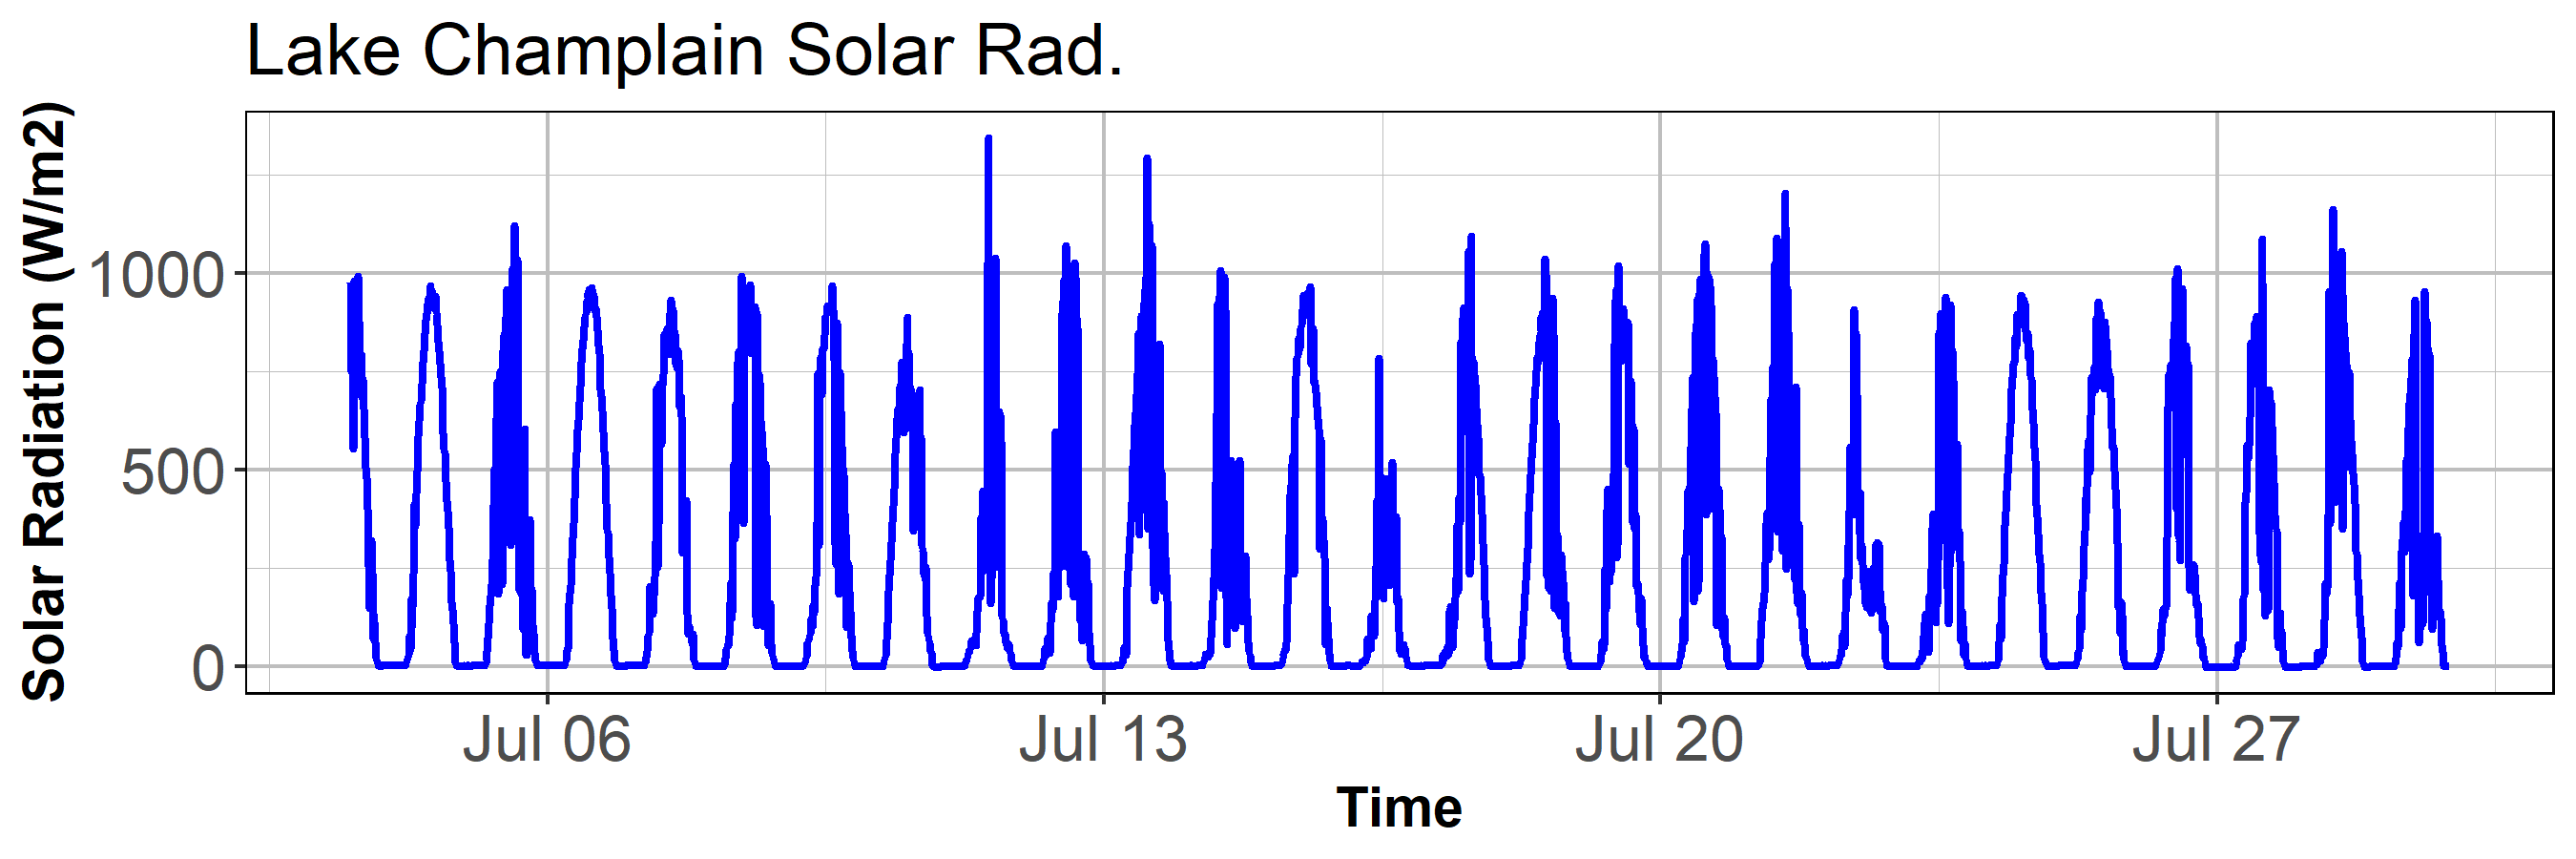 Lake Champlain Solar Rad.
Solar Radiation (W/m2)
1000
500
0
Jul 06
Jul 13
Jul 20
Jul 27
Time